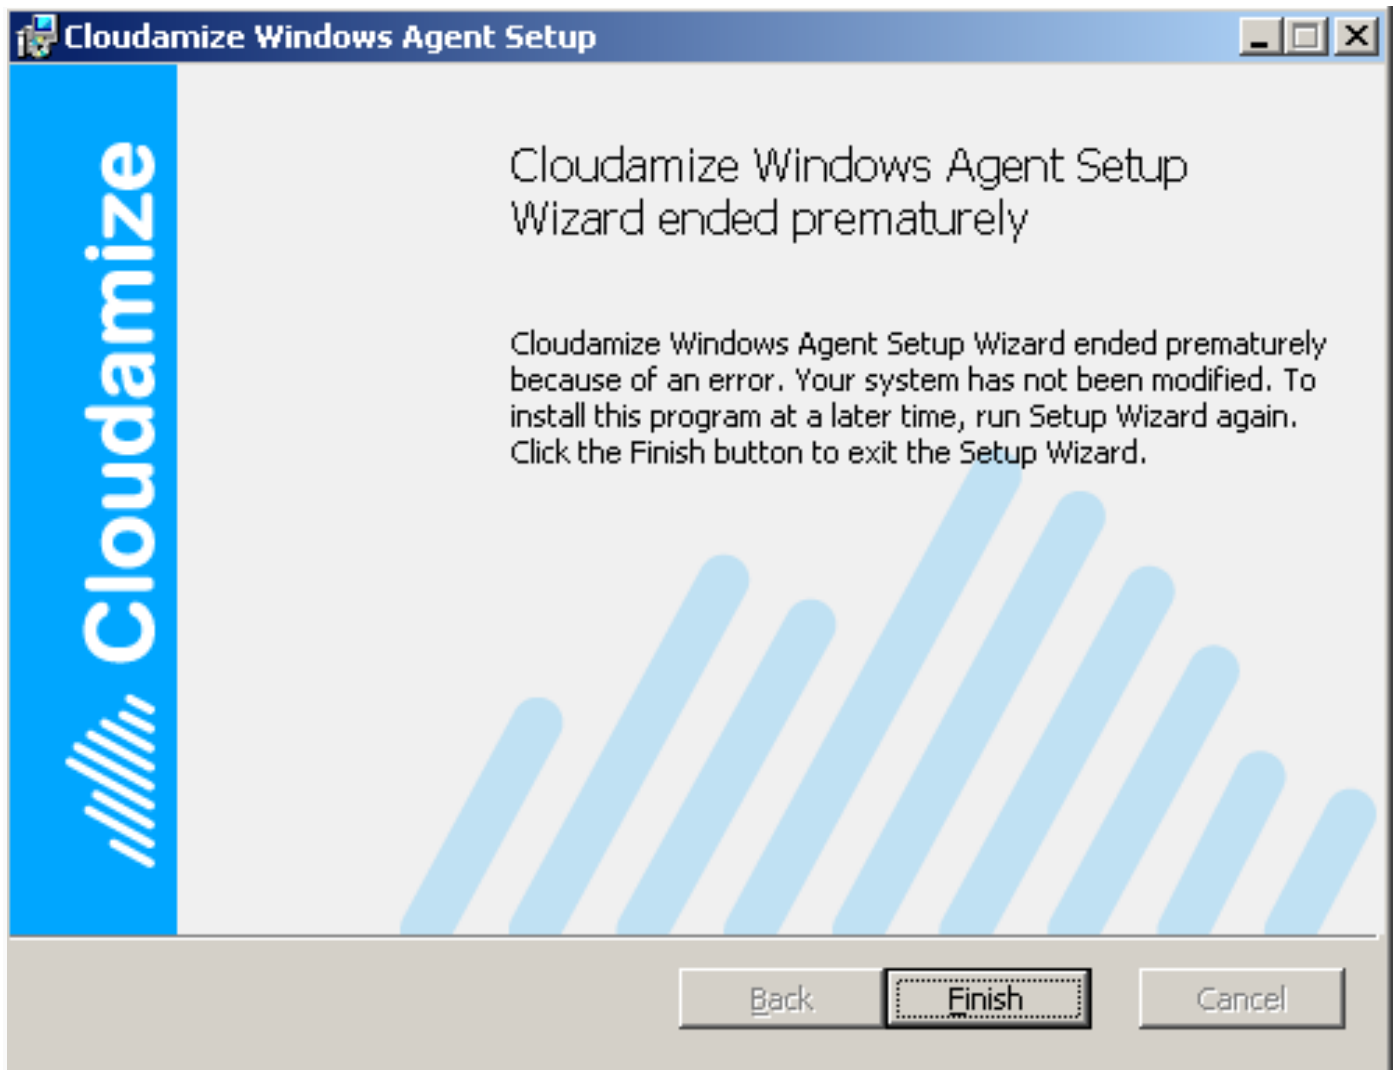 Cloudamize Windows Agent Setup
Cloudamize
Cloudamize Windows Agent Setup
Wizard ended prematurely
Cloudamize Windows Agent Setup Wizard ended prematurely
because of an error. Your system has not been modified. To
install this program at a later time, run Setup Wizard again.
Click the Finish button to exit the Setup Wizard.
Back
Finish
Cancel